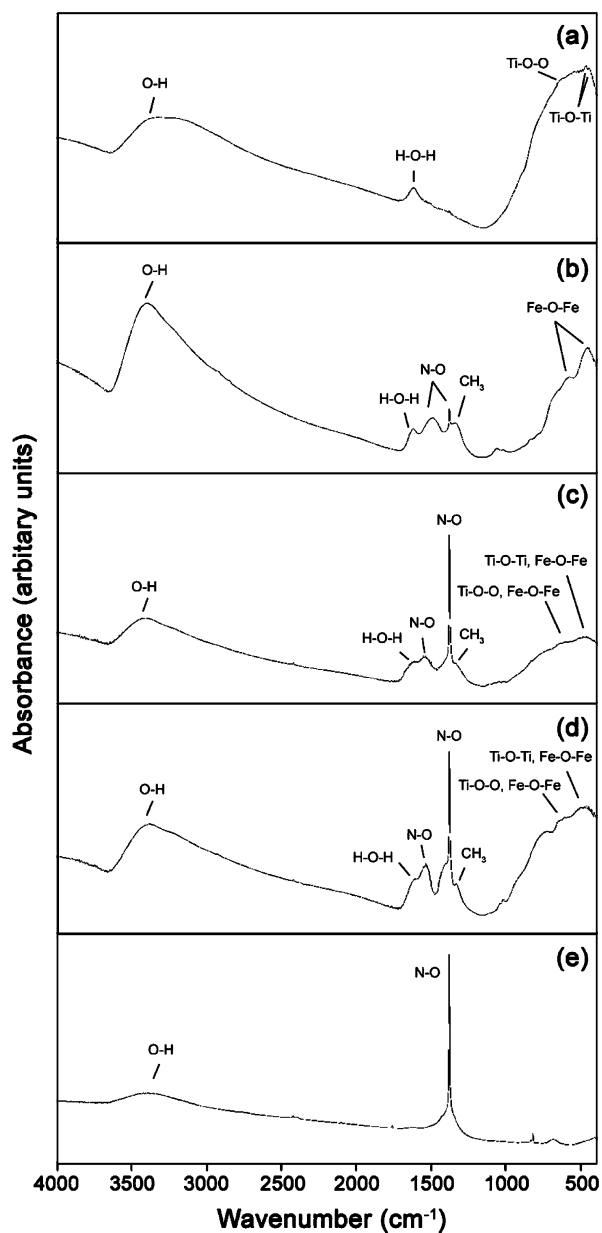 (a)
Ti-O-O
O-H
Ti-O-Ti
H-O-H
(b)
O-H
Fe-O-Fe
N-O
H-O-H
CH₃
(c)
N-O
Ti-O-Ti, Fe-O-Fe
O-H
Ti-O-O, Fe-O-Fe
N-O
H-O-H
CH₃
(d)
N-O
Ti-O-Ti, Fe-O-Fe
O-H
Ti-O-O, Fe-O-Fe
N-O
H-O-H
CH₃
(e)
N-O
O-H
4000 3500 3000 2500 2000 1500 1000 500
Wavenumber (cm⁻¹)
Absorbance (arbitary units)